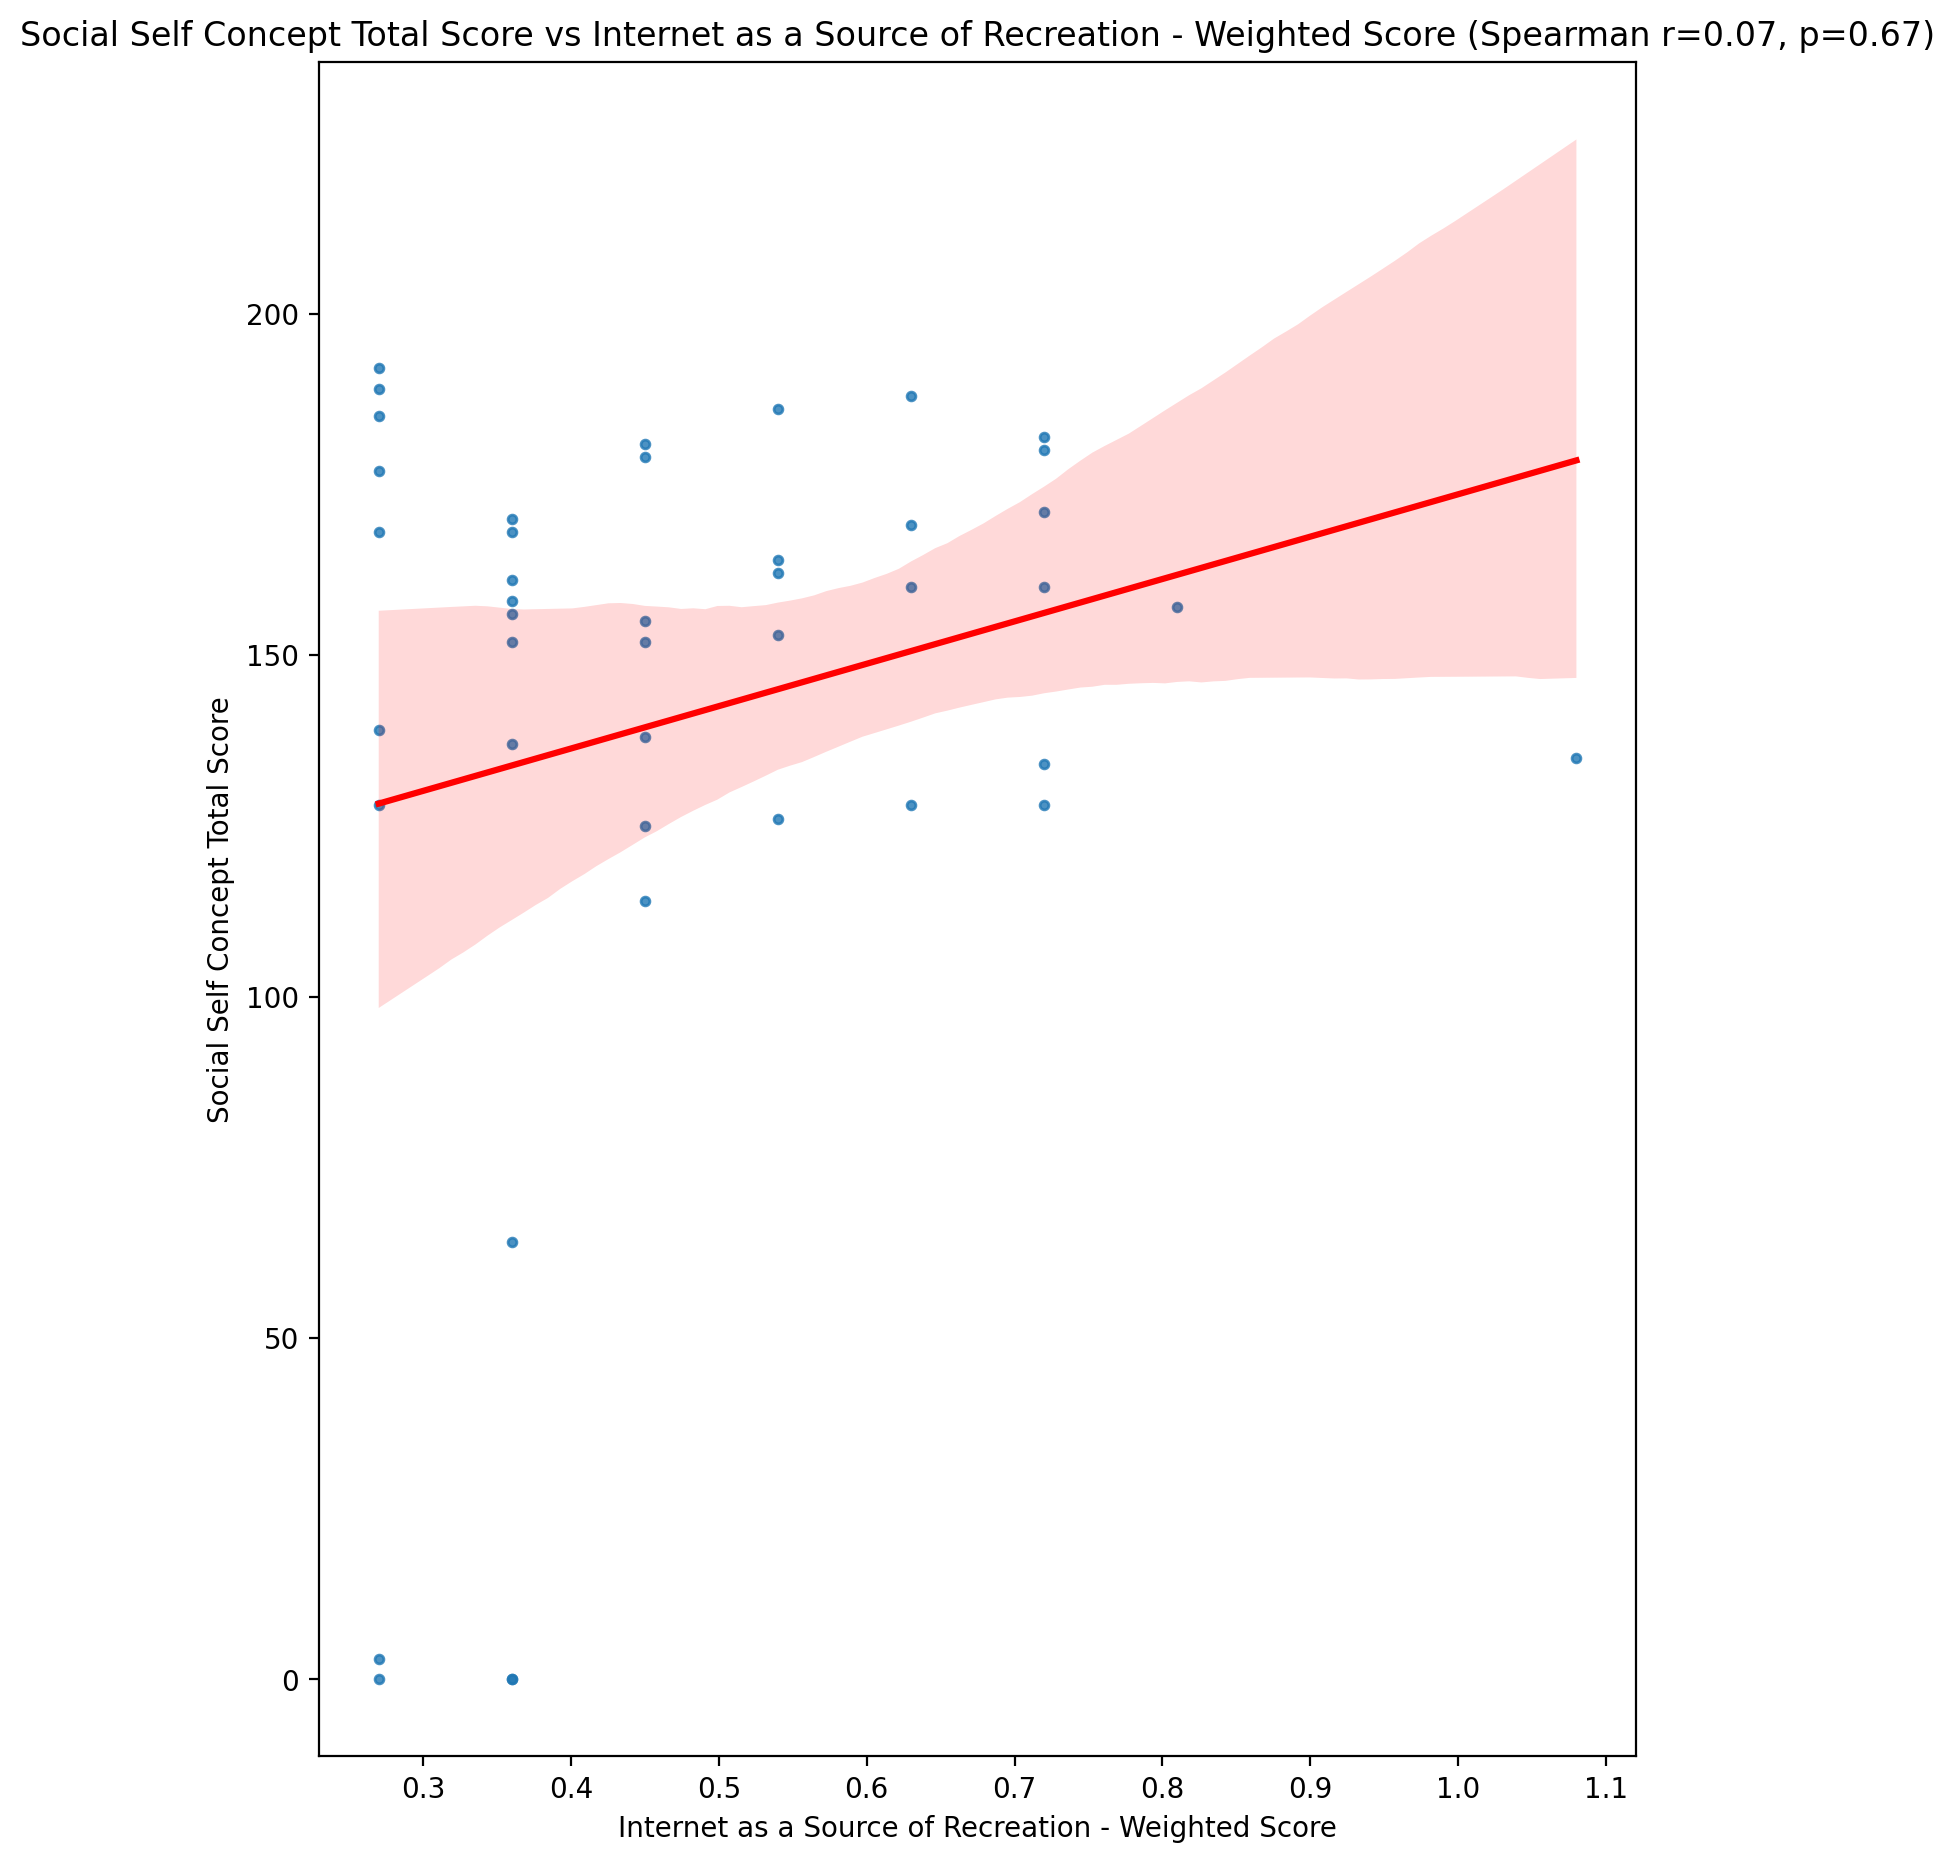 Social Self Concept Total Score vs Internet as a Source of Recreation - Weighted Score (Spearman r=0.07, p=0.67)
Social Self Concept Total Score
200
150
100
50
0
0.3 0.4 0.5 0.6 0.7 0.8 0.9 1.0 1.1
Internet as a Source of Recreation - Weighted Score